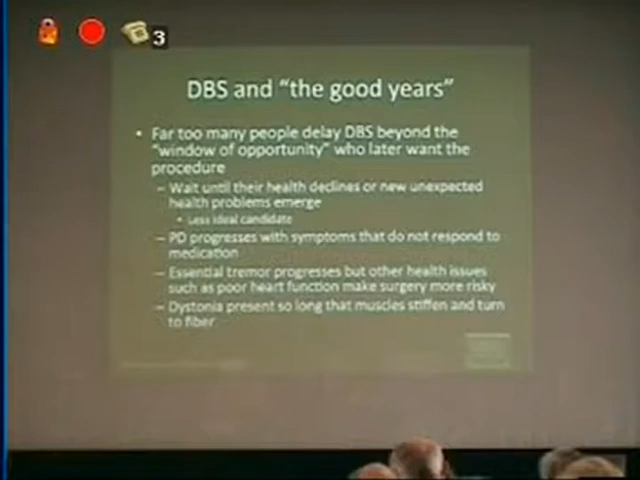 3
DBS and “the good years”
• Far too many people delay DBS beyond the
“window of opportunity” who later want the
procedure
– Wait until their health declines or new unexpected
health problems emerge
• Less ideal candidate
– PD progresses with symptoms that do not respond to
medication
– Essential tremor progresses but other health issues
such as poor heart function make surgery more risky
– Dystonia present so long that muscles stiffen and turn
to fiber